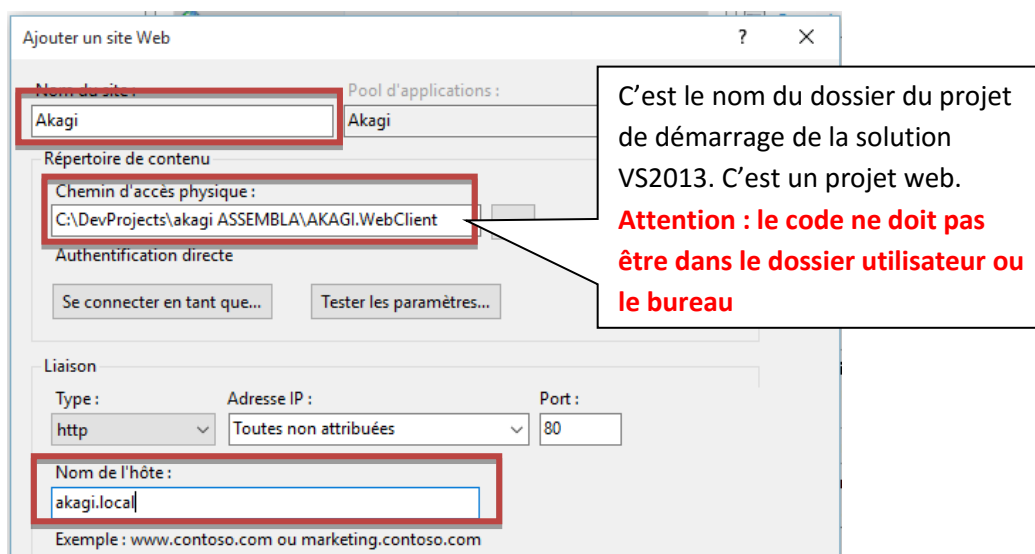 Ajouter un site Web
?
Nom du site :
Pool d'applications :
Akagi
Akagi
Répertoire de contenu
Chemin d'accès physique :
C:\DevProjects\akagi ASSEMBLA\AKAGI.WebClient
Authentification directe
Se connecter en tant que...
Tester les paramètres...
C'est le nom du dossier du projet
de démarrage de la solution
VS2013. C'est un projet web.
Attention : le code ne doit pas
être dans le dossier utilisateur ou
le bureau
Liaison
Type :
Adresse IP :
Port :
http
Toutes non attribuées
80
Nom de l'hôte :
akagi.local
Exemple : www.contoso.com ou marketing.contoso.com